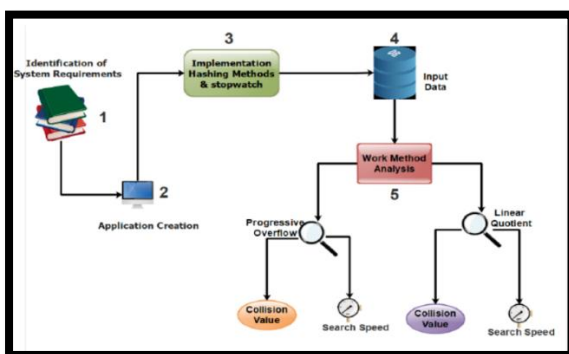 Identification of
System Requirements
1
2
Application Creation
3
Implementation
Hashing Methods
& stopwatch
4
Input
Data
Work Method
Analysis
5
Progressive
Overflow
Linear
Quotient
Collision
Value
Search Speed
Collision
Value
Search Speed